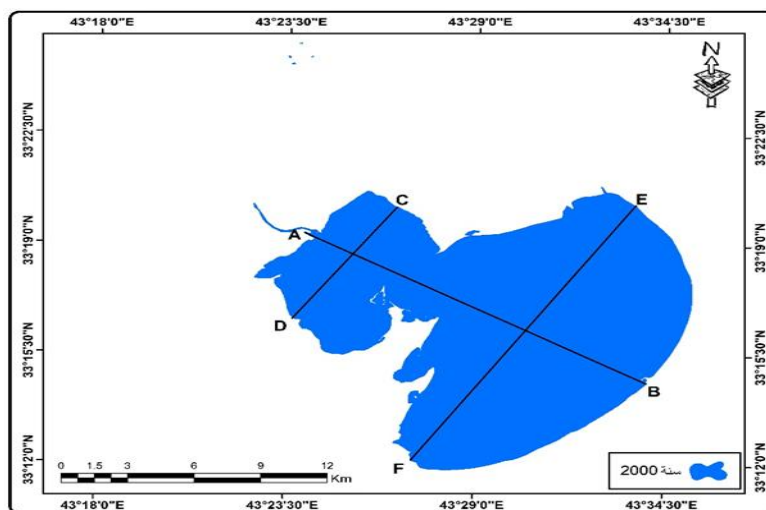 43°18'0"E 43°23'30"E 43°29'0"E 43°34'30"E
N
33°22'30"N 33°22'30"N
C E
A
33°19'0"N 33°19'0"N
D
33°15'30"N 33°15'30"N
B
F
33°12'0"N 33°12'0"N
0 1.5 3 6 9 12
Km
سنة 2000
43°18'0"E 43°23'30"E 43°29'0"E 43°34'30"E